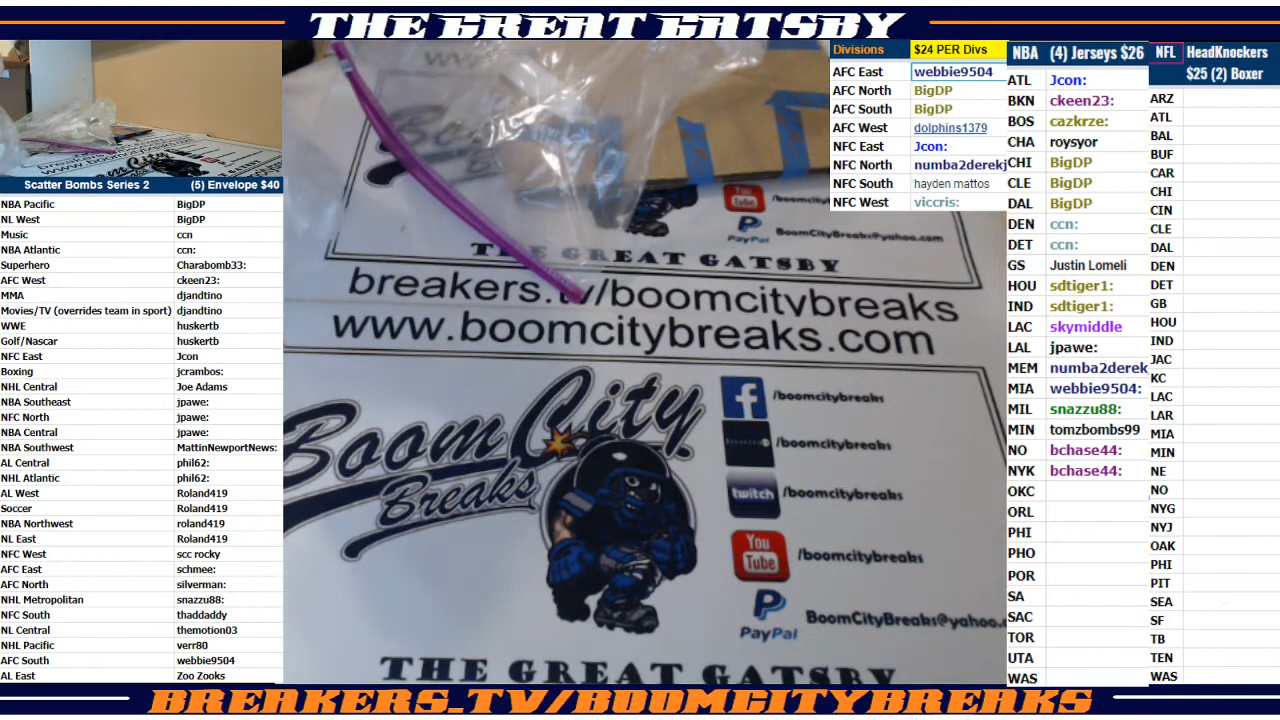 THE GREAT GATSBY
Scatter Bombs Series 2 (5) Envelope $40
NBA Pacific BigDP
NL West BigDP
Music ccn
NBA Atlantic ccn:
Superhero Charabomb33:
AFC West ckeen23:
MMA djandtino
Movies/TV (overrides team in sport) djandtino
WWE huskertb
Golf/Nascar huskertb
NFC East Jcon
Boxing jcrambos:
NHL Central Joe Adams
NBA Southeast jpawe:
NFC North jpawe:
NBA Central jpawe:
NBA Southwest MattinNewportNews:
AL Central phil62:
NHL Atlantic phil62:
AL West Roland419
Soccer Roland419
NBA Northwest roland419
NL East Roland419
NFC West scc rocky
AFC East schmee:
AFC North silverman:
NHL Metropolitan snazzu88:
NFC South thaddaddy
NL Central themotion03
NHL Pacific verr80
AFC South webbie9504
AL East Zoo Zooks
You Tube
PayPal BoomCityBreaks@yahoo.com
THE GREAT GATSBY
breakers.tv/boomcitybreaks
www.boomcitybreaks.com
Boom City
Breaks
/boomcitybreaks
/boomcitybreaks
twitch /boomcitybreaks
You Tube /boomcitybreaks
PayPal BoomCityBreaks@yahoo.c
THE GREAT GATSBY
Divisions $24 PER Divs
AFC East webbie9504
AFC North BigDP
AFC South BigDP
AFC West dolphins1379
NFC East Jcon:
NFC North numba2derekj
NFC South hayden mattos
NFC West viccris:
NBA (4) Jerseys $26
ATL Jcon:
BKN ckeen23:
BOS cazkrze:
CHA roysyor
CHI BigDP
CLE BigDP
DAL BigDP
DEN ccn:
DET ccn:
GS Justin Lomeli
HOU sdtiger1:
IND sdtiger1:
LAC skymiddle
LAL jpawe:
MEM numba2derek
MIA webbie9504:
MIL snazzu88:
MIN tomzbombs99
NO bchase44:
NYK bchase44:
OKC
ORL
PHI
PHO
POR
SA
SAC
TOR
UTA
WAS
NFL HeadKnockers
$25 (2) Boxer
ARZ
ATL
BAL
BUF
CAR
CHI
CIN
CLE
DAL
DEN
DET
GB
HOU
IND
JAC
KC
LAC
LAR
MIA
MIN
NE
NO
NYG
NYJ
OAK
PHI
PIT
SEA
SF
TB
TEN
WAS
BREAKERS.TV/BOOMCITYBREAKS